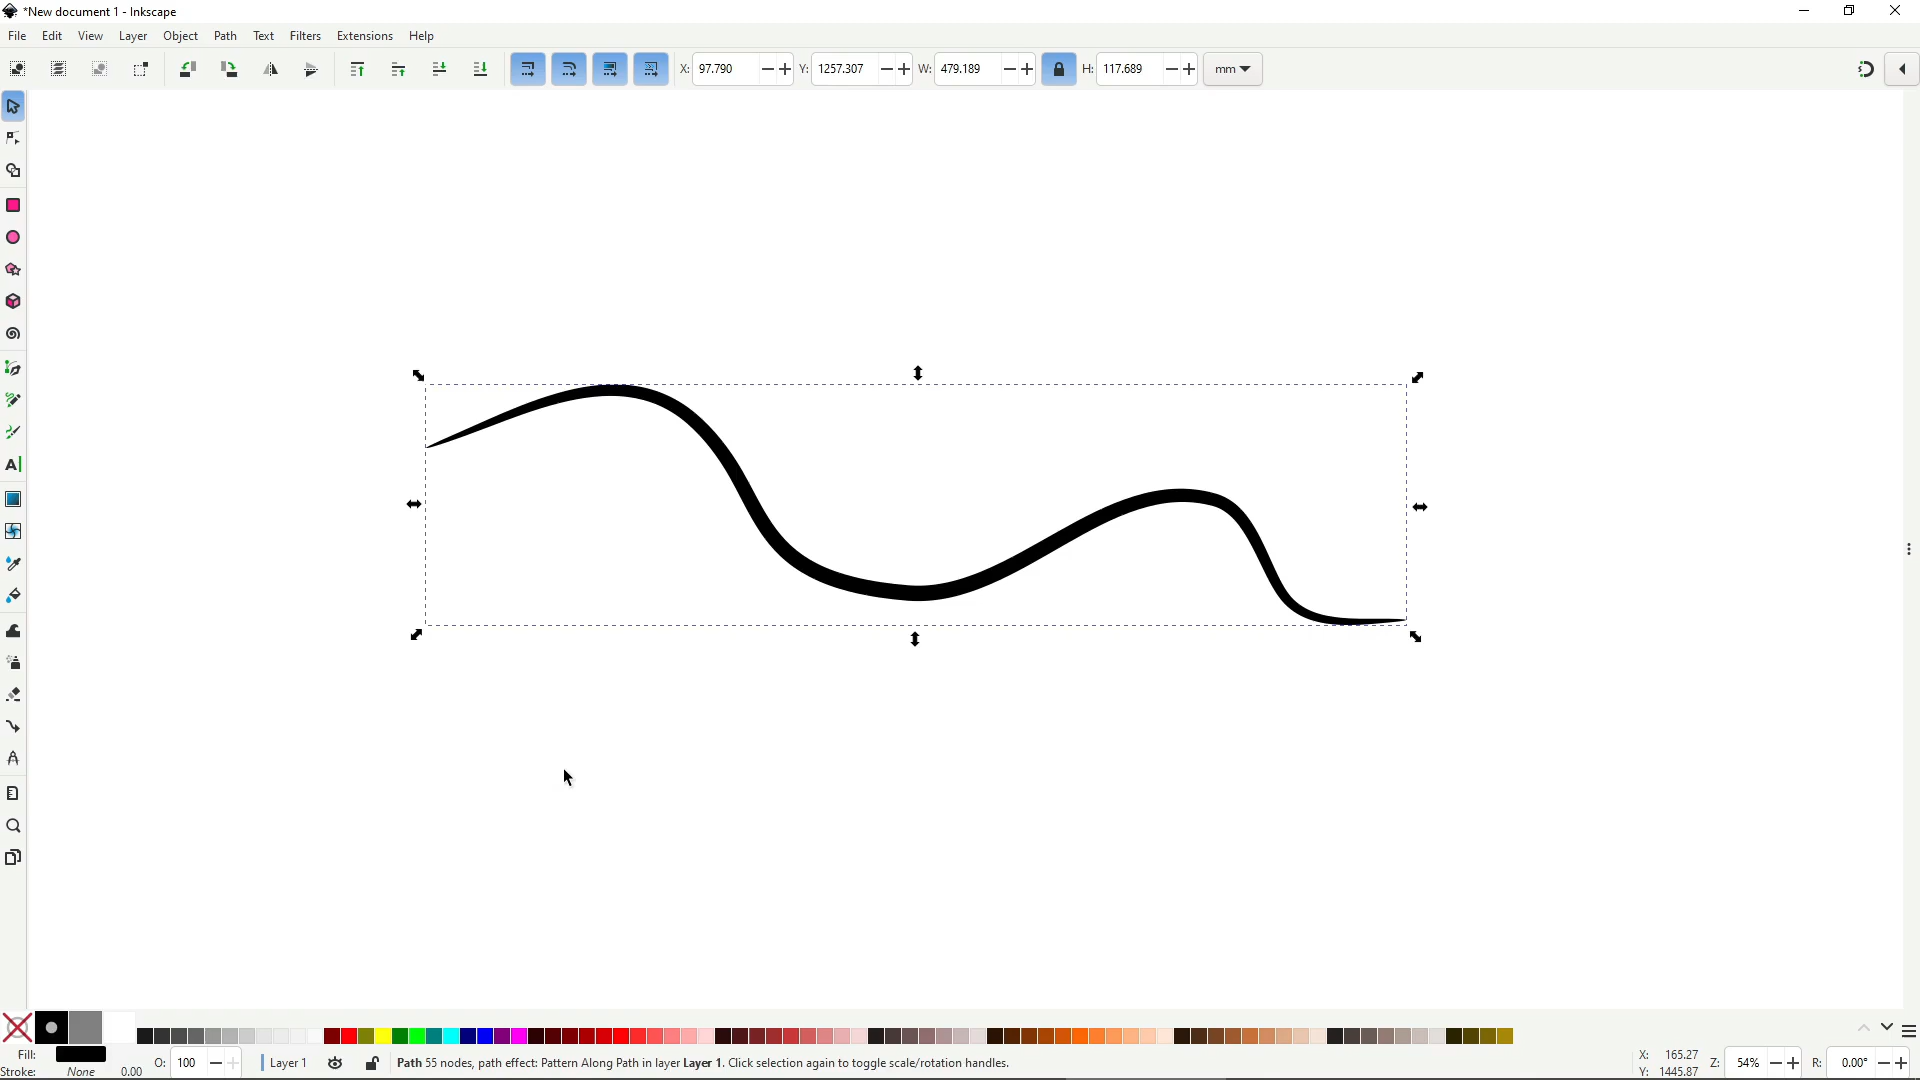 *New document 1 - Inkscape
File Edit View Layer Object Path Text Filters Extensions Help
X: 97.790 Y: 1257.307 W: 479.189 H: 117.689 mm
Fill:
Stroke: None 0.00 O: 100 Layer 1 Path 55 nodes, path effect: Pattern Along Path in layer Layer 1. Click selection again to toggle scale/rotation handles.
X: 165.27
Y: 1445.87
Z: 54% R: 0.00°